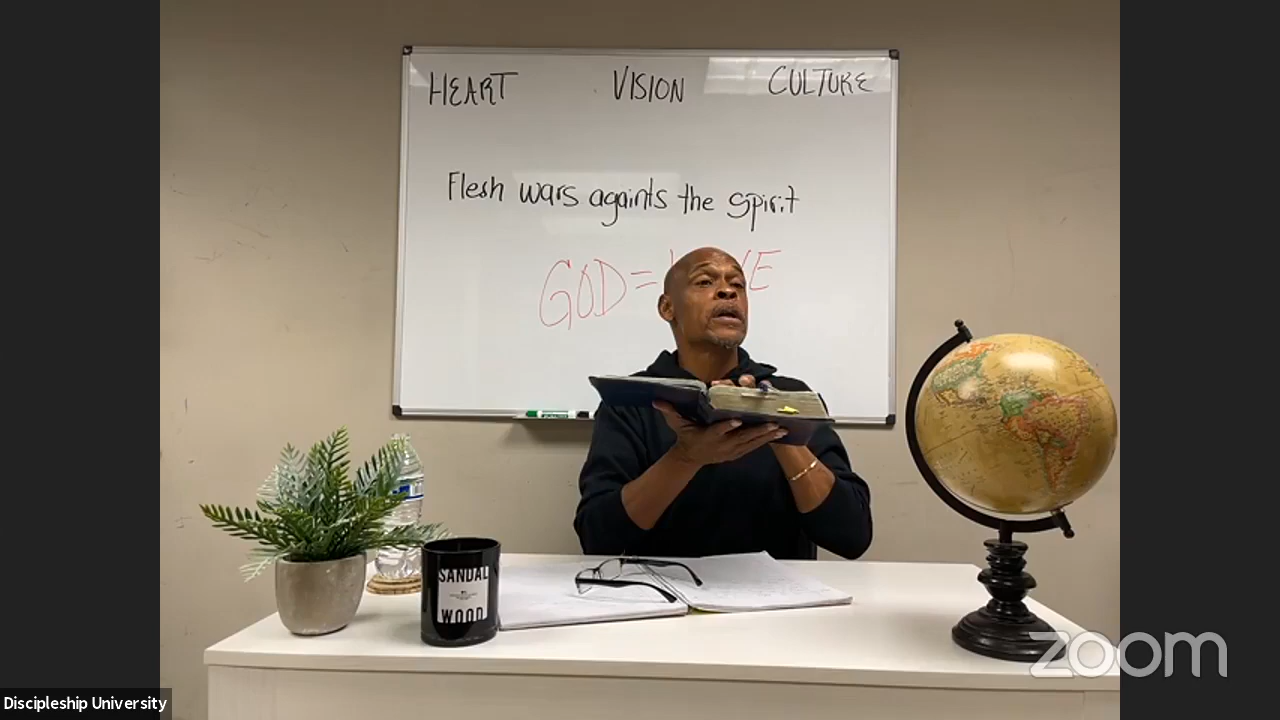 HEART VISION CULTURE
Flesh wars againts the spirit
GOD =
SANDAL
WOOD
zoom
Discipleship University